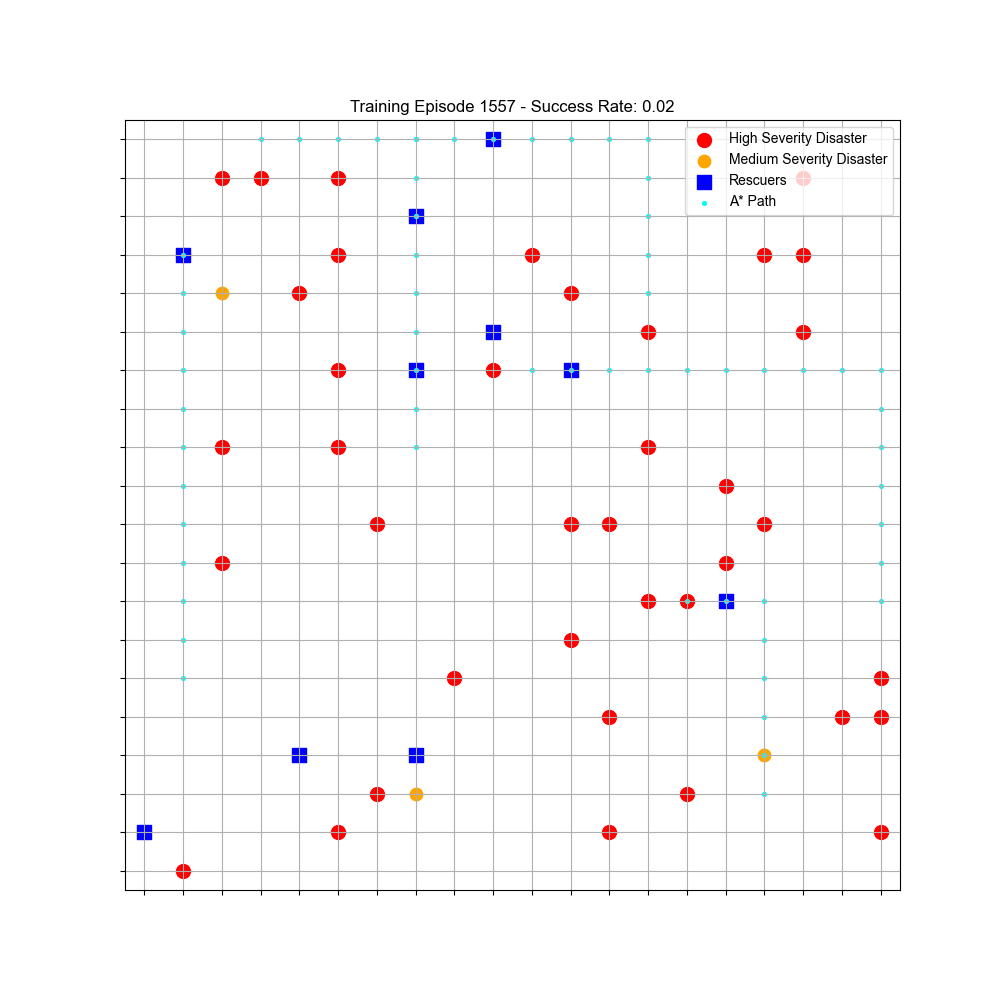 Training Episode 1557 - Success Rate: 0.02
High Severity Disaster
Medium Severity Disaster
Rescuers
A* Path